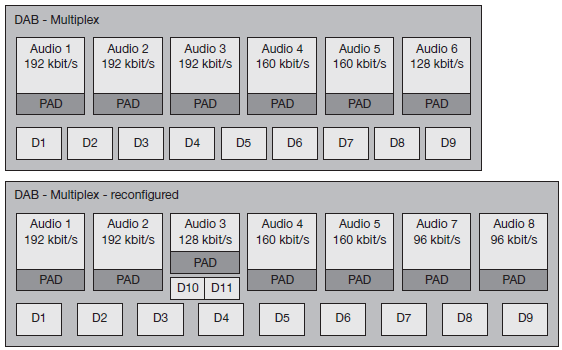 DAB - Multiplex
Audio 1 Audio 2 Audio 3 Audio 4 Audio 5 Audio 6
192 kbit/s 192 kbit/s 192 kbit/s 160 kbit/s 160 kbit/s 128 kbit/s
PAD PAD PAD PAD PAD PAD
D1 D2 D3 D4 D5 D6 D7 D8 D9
DAB - Multiplex - reconfigured
Audio 1 Audio 2 Audio 3 Audio 4 Audio 5 Audio 7 Audio 8
192 kbit/s 192 kbit/s 128 kbit/s 160 kbit/s 160 kbit/s 96 kbit/s 96 kbit/s
PAD
PAD PAD PAD PAD PAD PAD
D10 D11
D1 D2 D3 D4 D5 D6 D7 D8 D9